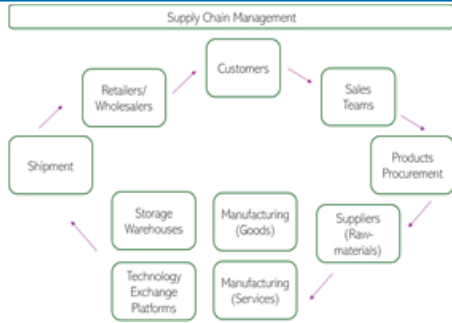 Supply Chain Management
Customers
Retailers/
Wholesalers
Sales
Teams
Shipment
Products
Procurement
Storage
Warehouses
Manufacturing
(Goods)
Suppliers
(Raw-
materials)
Technology
Exchange
Platforms
Manufacturing
(Services)